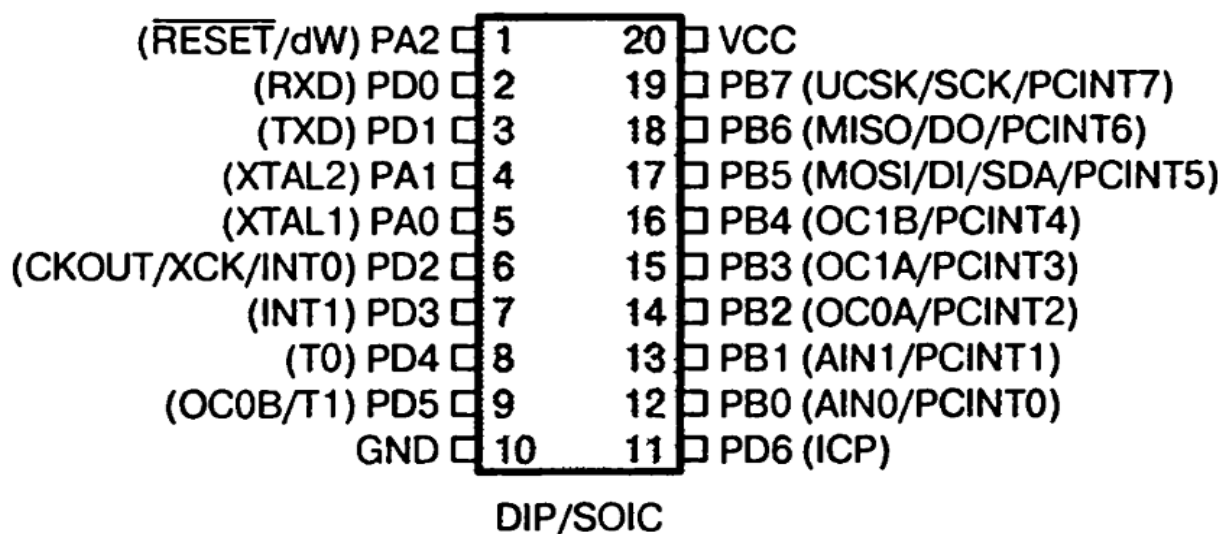 (RESET/dW) PA2 1 20 VCC
(RXD) PD0 2 19 PB7 (UCSK/SCK/PCINT7)
(TXD) PD1 3 18 PB6 (MISO/DO/PCINT6)
(XTAL2) PA1 4 17 PB5 (MOSI/DI/SDA/PCINT5)
(XTAL1) PA0 5 16 PB4 (OC1B/PCINT4)
(CKOUT/XCK/INT0) PD2 6 15 PB3 (OC1A/PCINT3)
(INT1) PD3 7 14 PB2 (OC0A/PCINT2)
(T0) PD4 8 13 PB1 (AIN1/PCINT1)
(OC0B/T1) PD5 9 12 PB0 (AIN0/PCINT0)
GND 10 11 PD6 (ICP)
DIP/SOIC